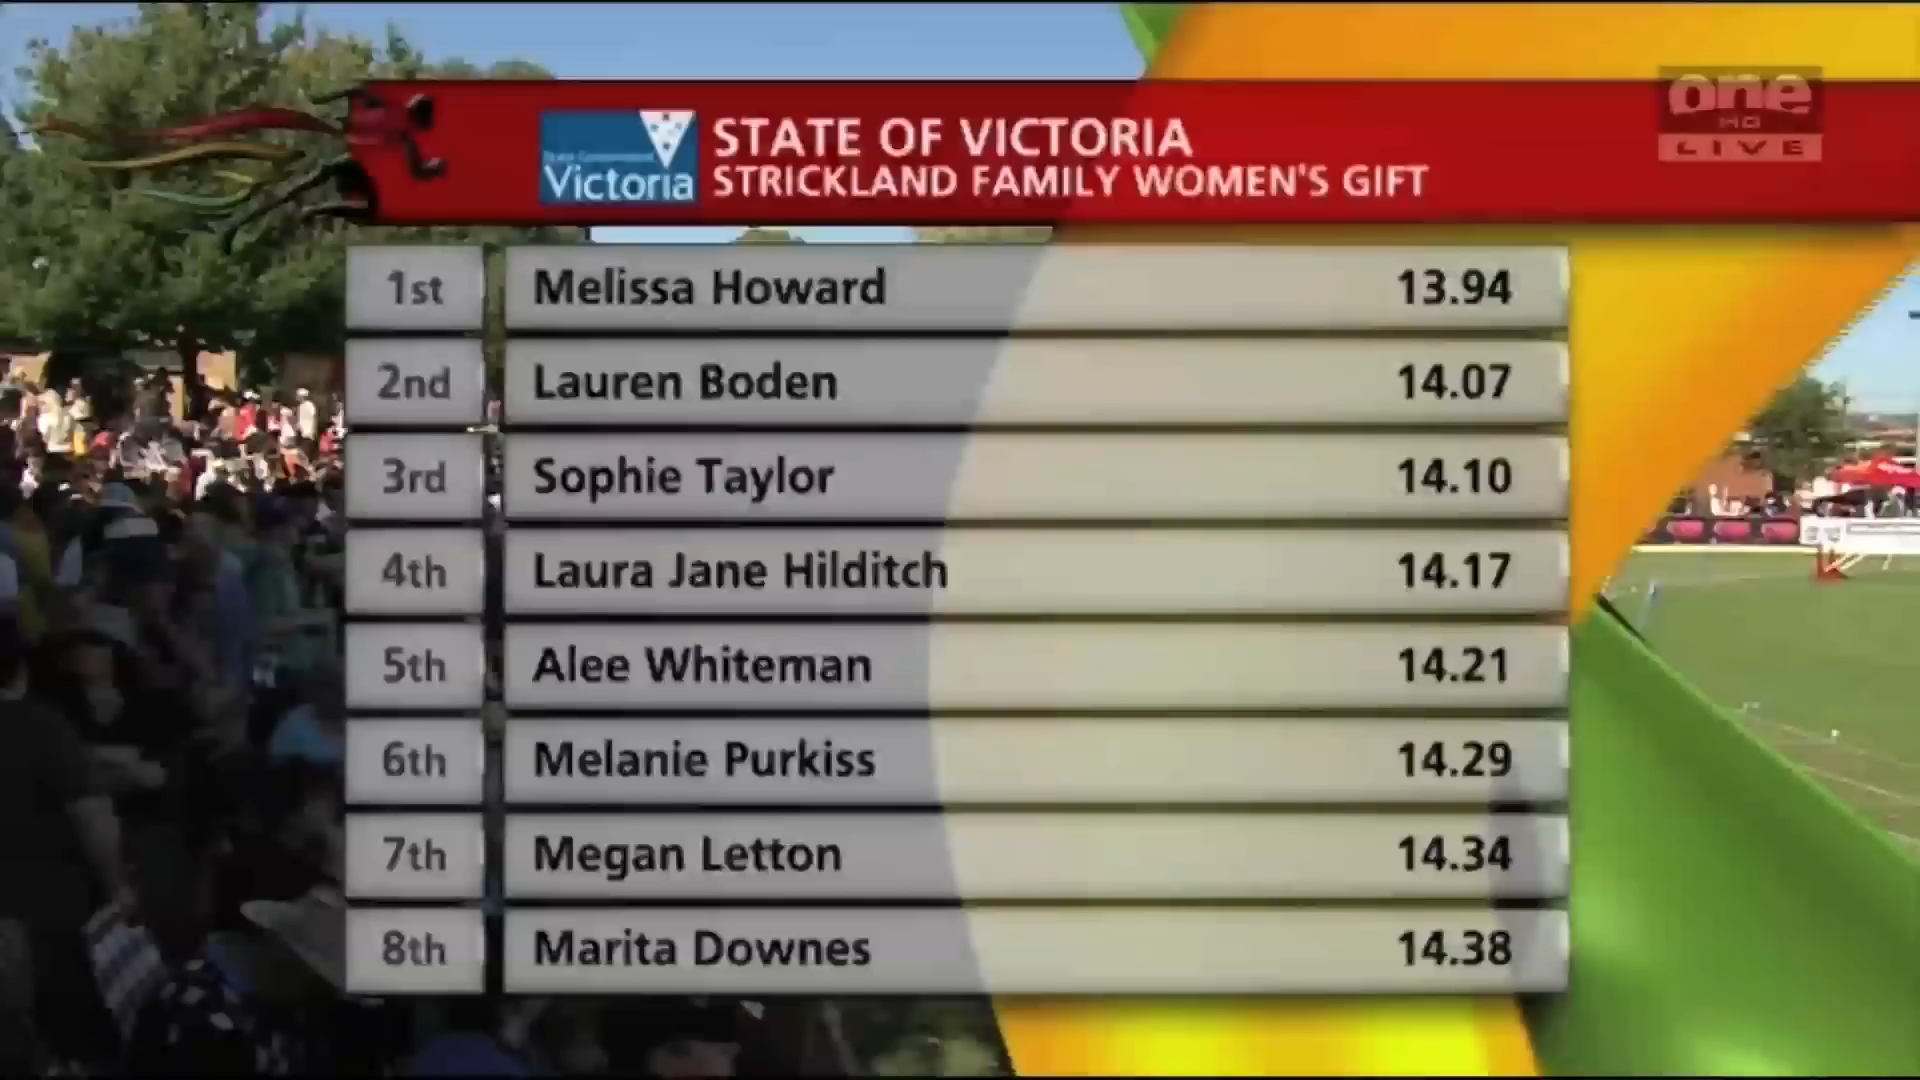 one
HD
LIVE
Victoria
STATE OF VICTORIA
STRICKLAND FAMILY WOMEN'S GIFT
1st Melissa Howard 13.94
2nd Lauren Boden 14.07
3rd Sophie Taylor 14.10
4th Laura Jane Hilditch 14.17
5th Alee Whiteman 14.21
6th Melanie Purkiss 14.29
7th Megan Letton 14.34
8th Marita Downes 14.38